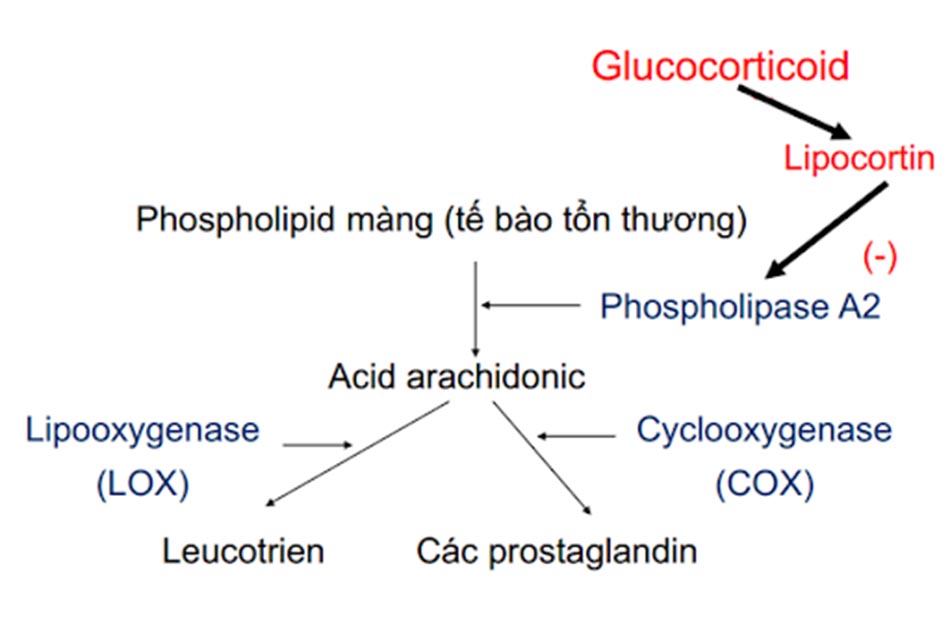 Glucocorticoid
Lipocortin
Phospholipid màng (tế bào tổn thương)
(-)
Phospholipase A2
Acid arachidonic
Lipooxygenase
(LOX)
Cyclooxygenase
(COX)
Leucotrien
Các prostaglandin